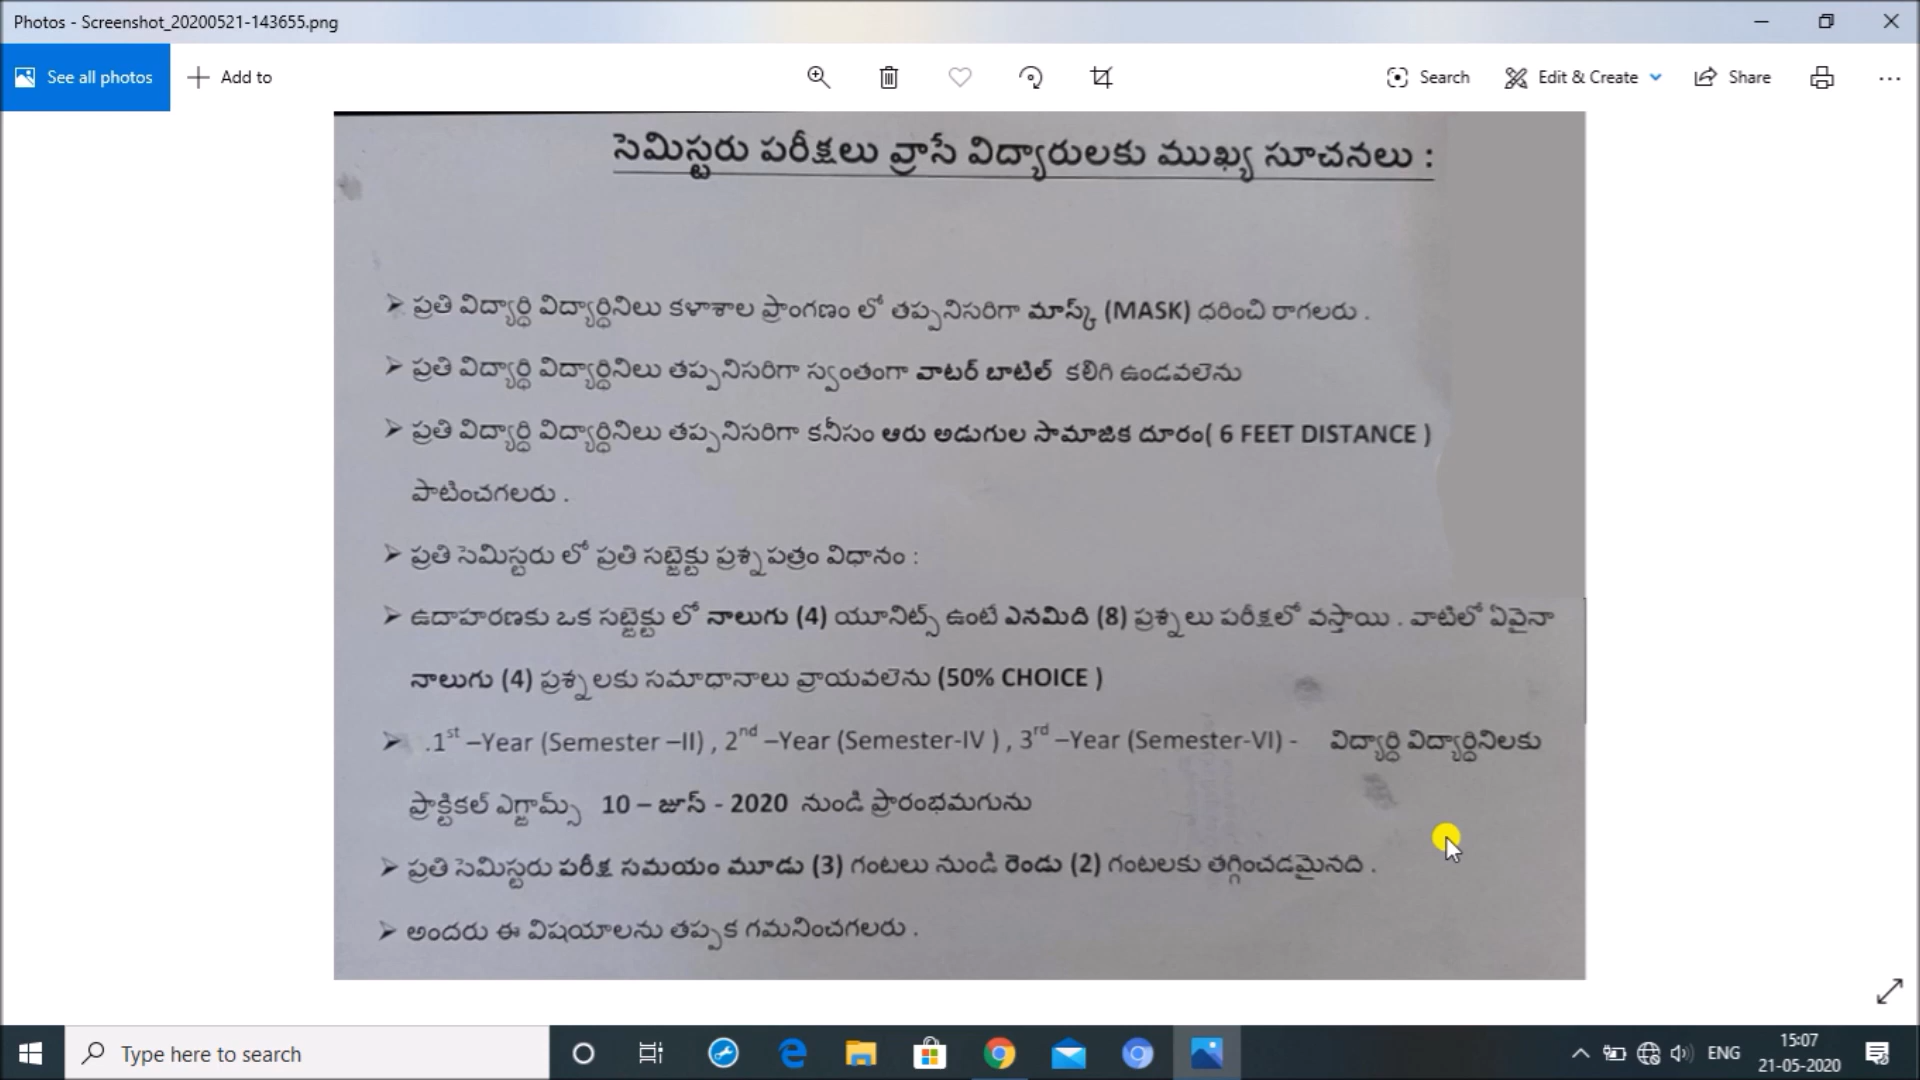 Photos - Screenshot_20200521-143655.png
See all photos
Add to
Search
Edit & Create
Share
సెమిస్టరు పరీక్షలు వ్రాసే విద్యారులకు ముఖ్య సూచనలు :
➢ ప్రతి విద్యార్ధి విద్యార్ధినిలు కళాశాల ప్రాంగణం లో తప్పనిసరిగా మాస్క్ (MASK) ధరించి రాగలరు .
➢ ప్రతి విద్యార్ధి విద్యార్ధినిలు తప్పనిసరిగా స్వంతంగా వాటర్ బాటిల్ కలిగి ఉండవలెను
➢ ప్రతి విద్యార్ధి విద్యార్ధినిలు తప్పనిసరిగా కనీసం ఆరు అడుగుల సామాజిక దూరం( 6 FEET DISTANCE )
పాటించగలరు .
➢ ప్రతి సెమిస్టరు లో ప్రతి సబ్జెక్టు ప్రశ్నపత్రం విధానం :
➢ ఉదాహరణకు ఒక సబ్జెక్టు లో నాలుగు (4) యూనిట్స్ ఉంటే ఎనమిది (8) ప్రశ్నలు పరీక్షలో వస్తాయి . వాటిలో ఏవైనా
నాలుగు (4) ప్రశ్నలకు సమాధానాలు వ్రాయవలెను (50% CHOICE )
➢ .1st –Year (Semester –II) , 2nd –Year (Semester-IV ) , 3rd –Year (Semester-VI) - విద్యార్ధి విద్యార్ధినిలకు
ప్రాక్టికల్ ఎగ్జామ్స్ 10 – జూన్ - 2020 నుండి ప్రారంభమగును
➢ ప్రతి సెమిస్టరు పరీక్ష సమయం మూడు (3) గంటలు నుండి రెండు (2) గంటలకు తగ్గించడమైనది .
➢ అందరు ఈ విషయాలను తప్పక గమనించగలరు .
Type here to search
ENG
15:07
21-05-2020